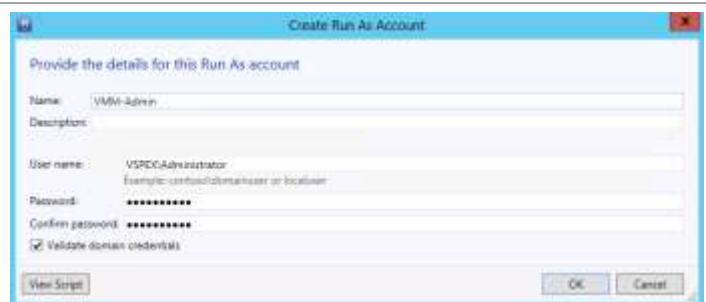 Create Run As Account
Provide the details for this Run As account
Name: VMM-Admin
Description:
User name: VSPEX\Administrator
Example: contoso\domainuser or localuser
Password: ●●●●●●●●●●
Confirm password: ●●●●●●●●●●
Validate domain credentials
View Script OK Cancel